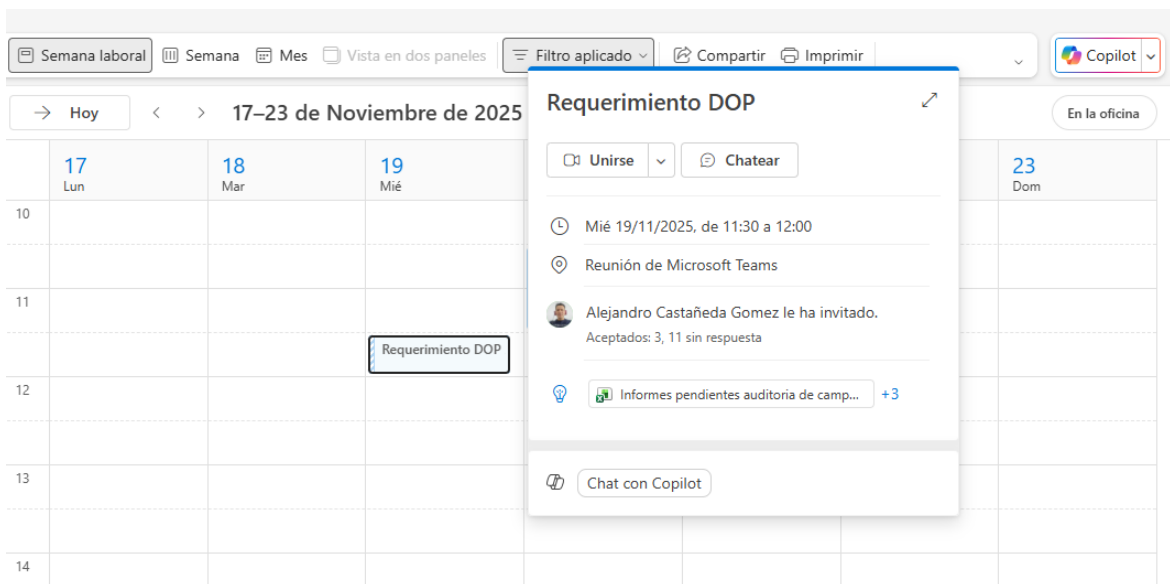 Semana laboral Semana Mes Vista en dos paneles Filtro aplicado Compartir Imprimir Copilot
Hoy 17–23 de Noviembre de 2025 En la oficina
17 18 19 23
Lun Mar Mié Dom
Requerimiento DOP
Unirse Chatear
Mié 19/11/2025, de 11:30 a 12:00
Reunión de Microsoft Teams
Alejandro Castañeda Gomez le ha invitado.
Aceptados: 3, 11 sin respuesta
Informes pendientes auditoria de camp... +3
Chat con Copilot
10
11
Requerimiento DOP
12
13
14